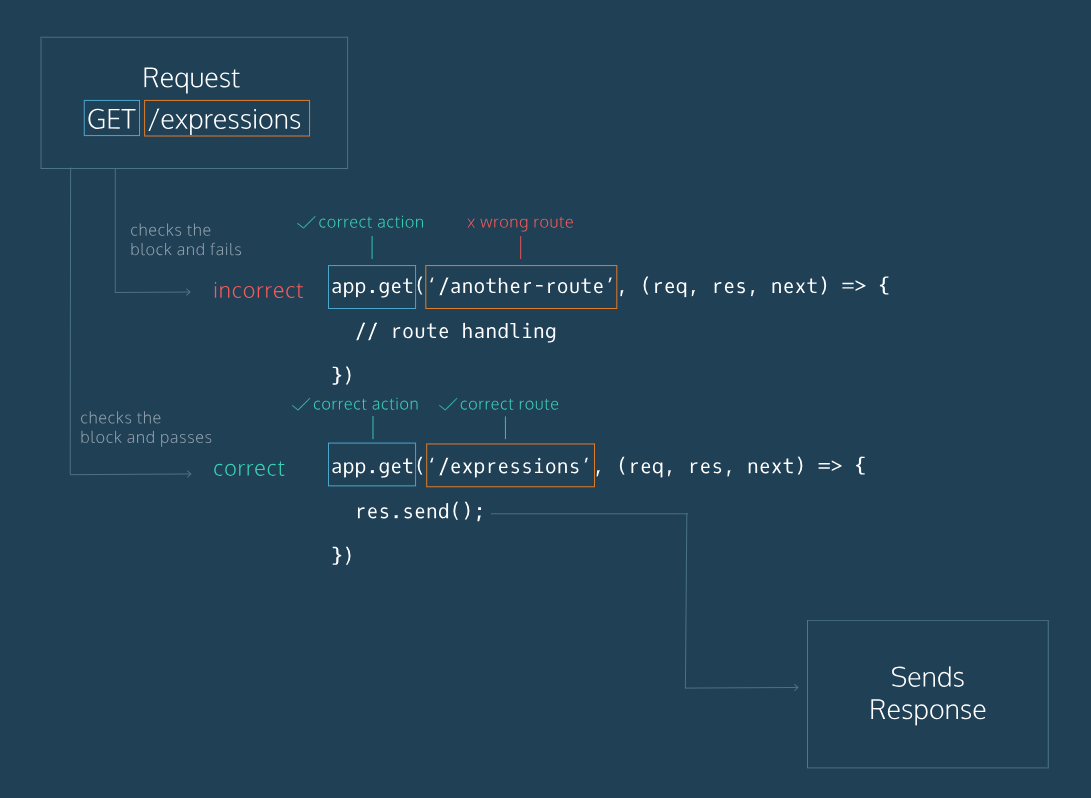 Request
GET /expressions
checks the
block and fails
correct action
x wrong route
incorrect
app.get(‘/another-route’, (req, res, next) => {
// route handling
})
correct action
correct route
checks the
block and passes
correct
app.get(‘/expressions’, (req, res, next) => {
res.send();
})
Sends
Response